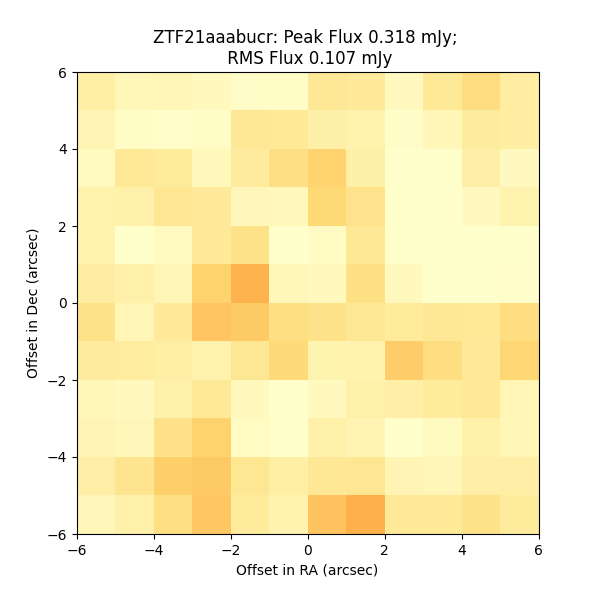 ZTF21aaabucr: Peak Flux 0.318 mJy;
RMS Flux 0.107 mJy
6
4
2
0
−2
−4
−6
Offset in Dec (arcsec)
−6 −4 −2 0 2 4 6
Offset in RA (arcsec)